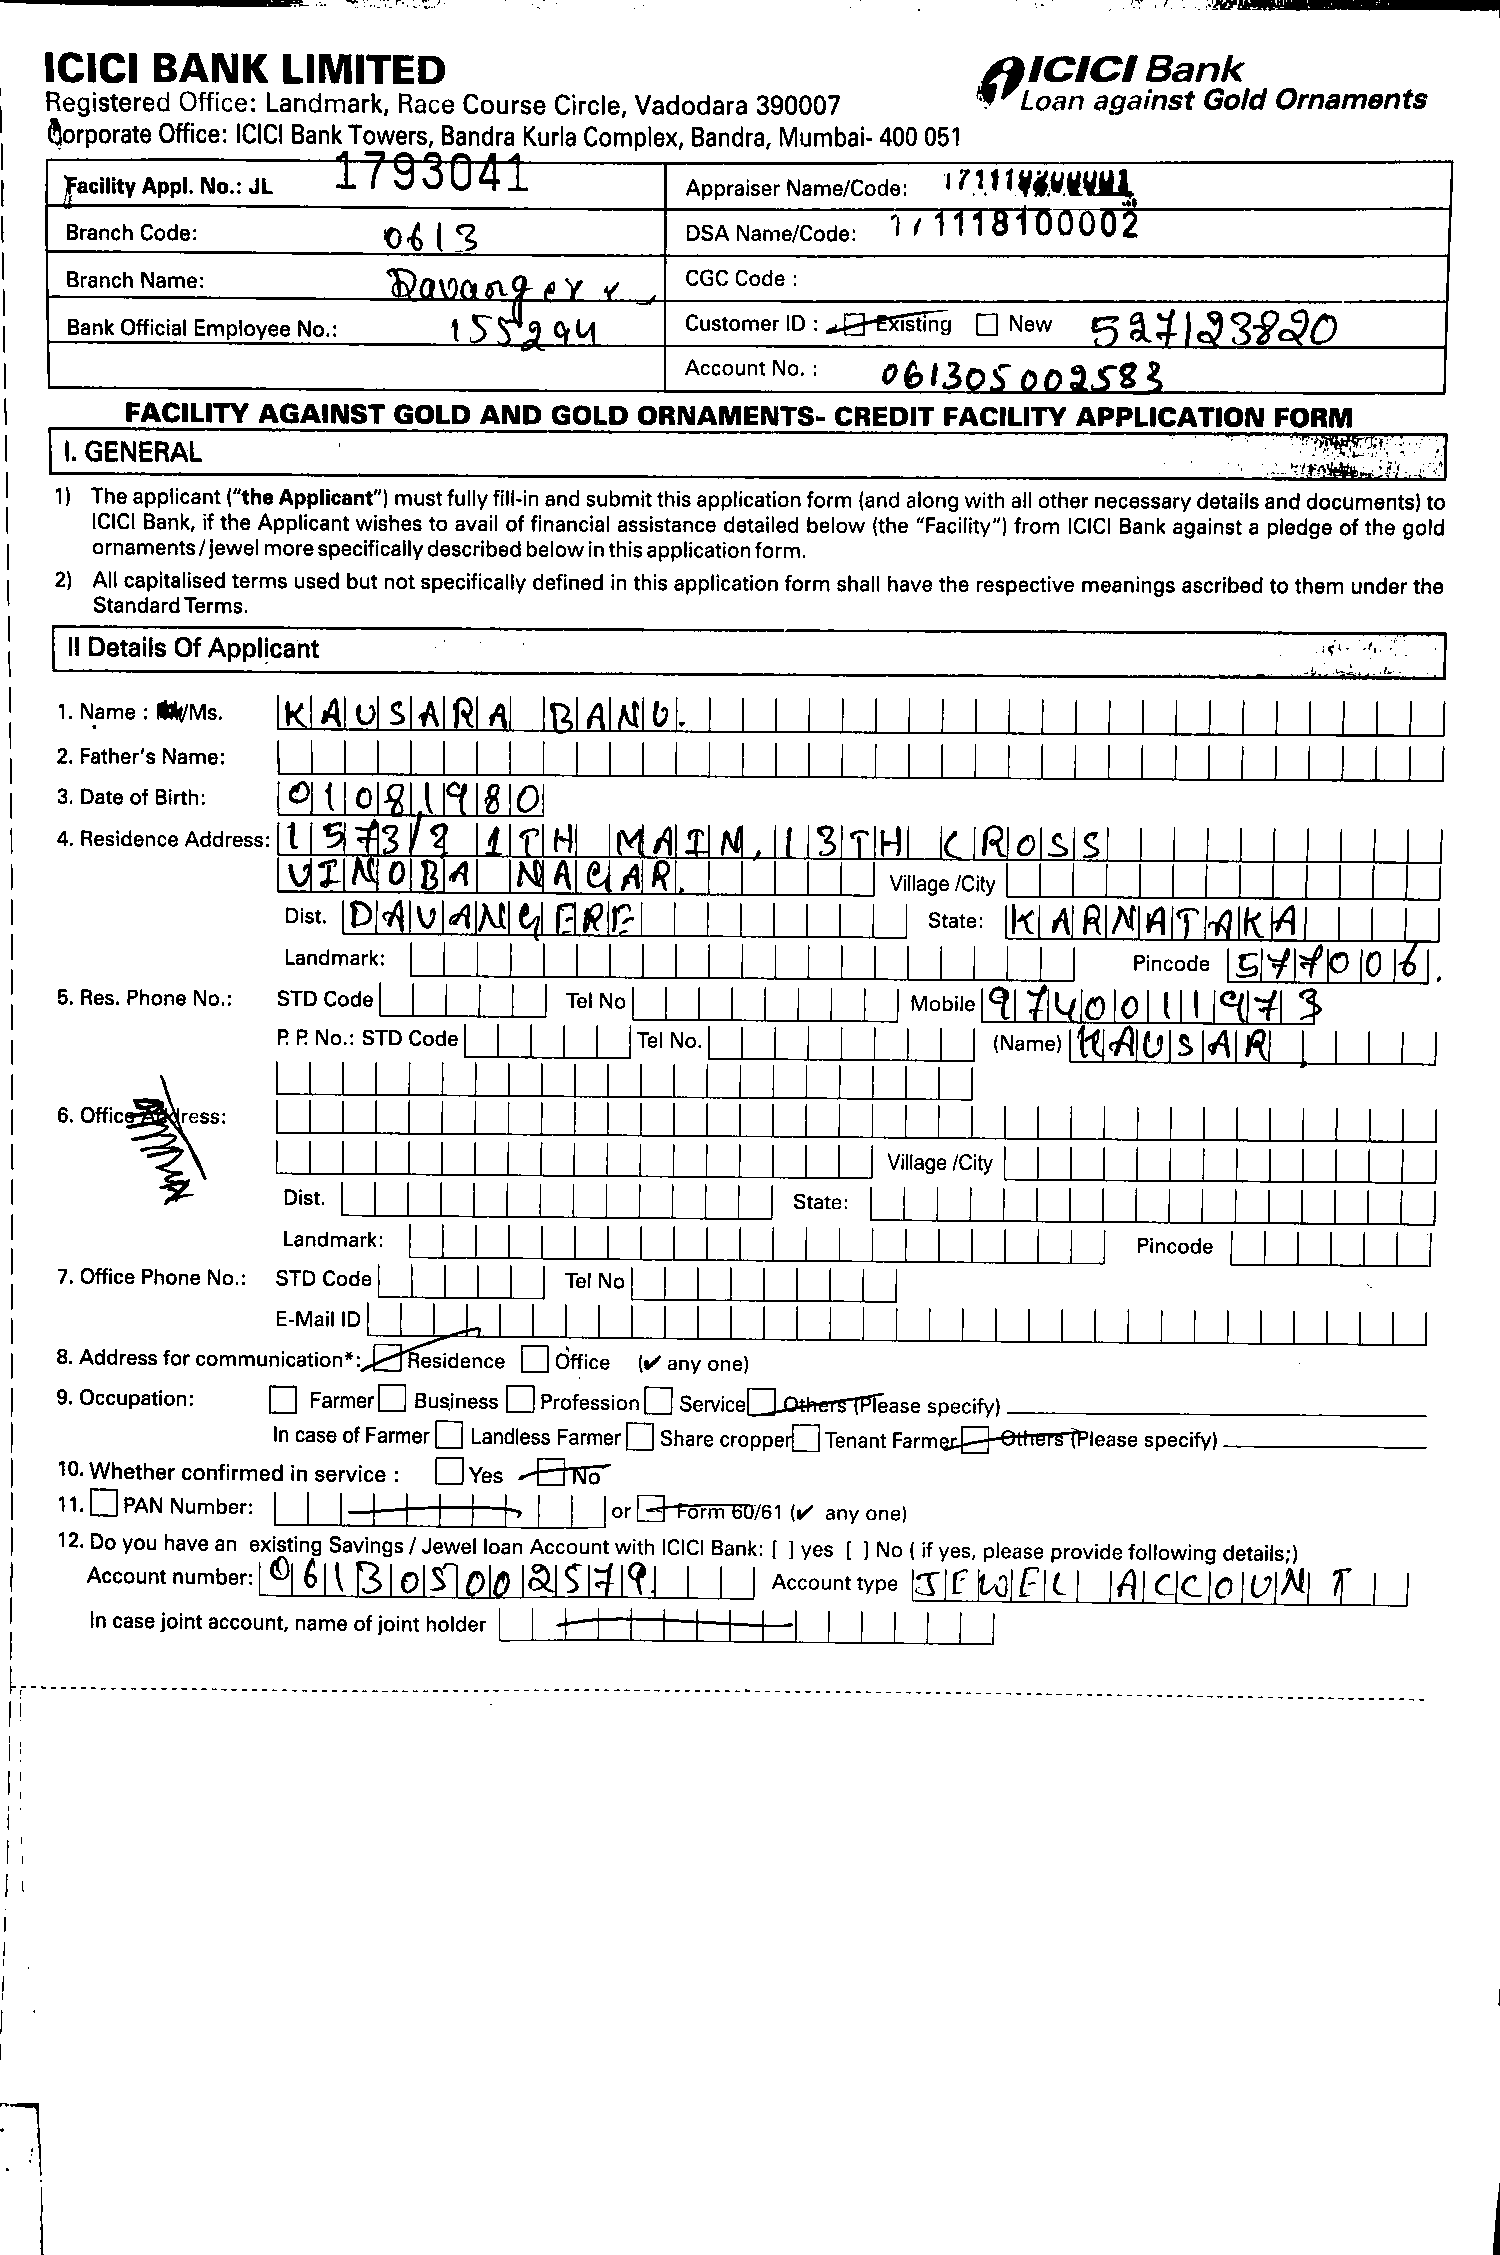 ICICI BANK LIMITED
ICICI Bank
Registered Office: Landmark, Race Course Circle, Vadodara 390007
Loan against Gold Ornaments
Corporate Office: ICICI Bank Towers, Bandra Kurla Complex, Bandra, Mumbai- 400 051
Facility Appl. No.: JL 1793041
Appraiser Name/Code:
Branch Code: 0613
DSA Name/Code: 171118100002
Branch Name: Davangere
CGC Code :
Bank Official Employee No.: 155294
Customer ID : Existing New 527123820
Account No. : 061305002583
FACILITY AGAINST GOLD AND GOLD ORNAMENTS- CREDIT FACILITY APPLICATION FORM
I. GENERAL
1) The applicant ("the Applicant") must fully fill-in and submit this application form (and along with all other necessary details and documents) to
ICICI Bank, if the Applicant wishes to avail of financial assistance detailed below (the "Facility") from ICICI Bank against a pledge of the gold
ornaments/jewel more specifically described below in this application form.
2) All capitalised terms used but not specifically defined in this application form shall have the respective meanings ascribed to them under the
Standard Terms.
II Details Of Applicant
1. Name : /Ms. KAUSARA BANU.
2. Father's Name:
3. Date of Birth: 01081980
4. Residence Address: 1573/2 1TH MAIN, 13TH CROSS
VINOBA NAGAR. Village /City
Dist. DAVANGERE State: KARNATAKA
Landmark: Pincode 577006.
5. Res. Phone No.: STD Code Tel No Mobile 9740011973
P. P. No.: STD Code Tel No. (Name) KAUSAR
6. Office Address:
Village /City
Dist. State:
Landmark: Pincode
7. Office Phone No.: STD Code Tel No
E-Mail ID
8. Address for communication*: Residence Office (✔ any one)
9. Occupation: Farmer Business Profession Service Others (Please specify)
In case of Farmer Landless Farmer Share cropper Tenant Farmer Others (Please specify)
10. Whether confirmed in service : Yes No
11. PAN Number: or Form 60/61 (✔ any one)
12. Do you have an existing Savings / Jewel loan Account with ICICI Bank: [ ] yes [ ] No ( if yes, please provide following details;)
Account number: 061305002579 Account type JEWEL ACCOUNT
In case joint account, name of joint holder